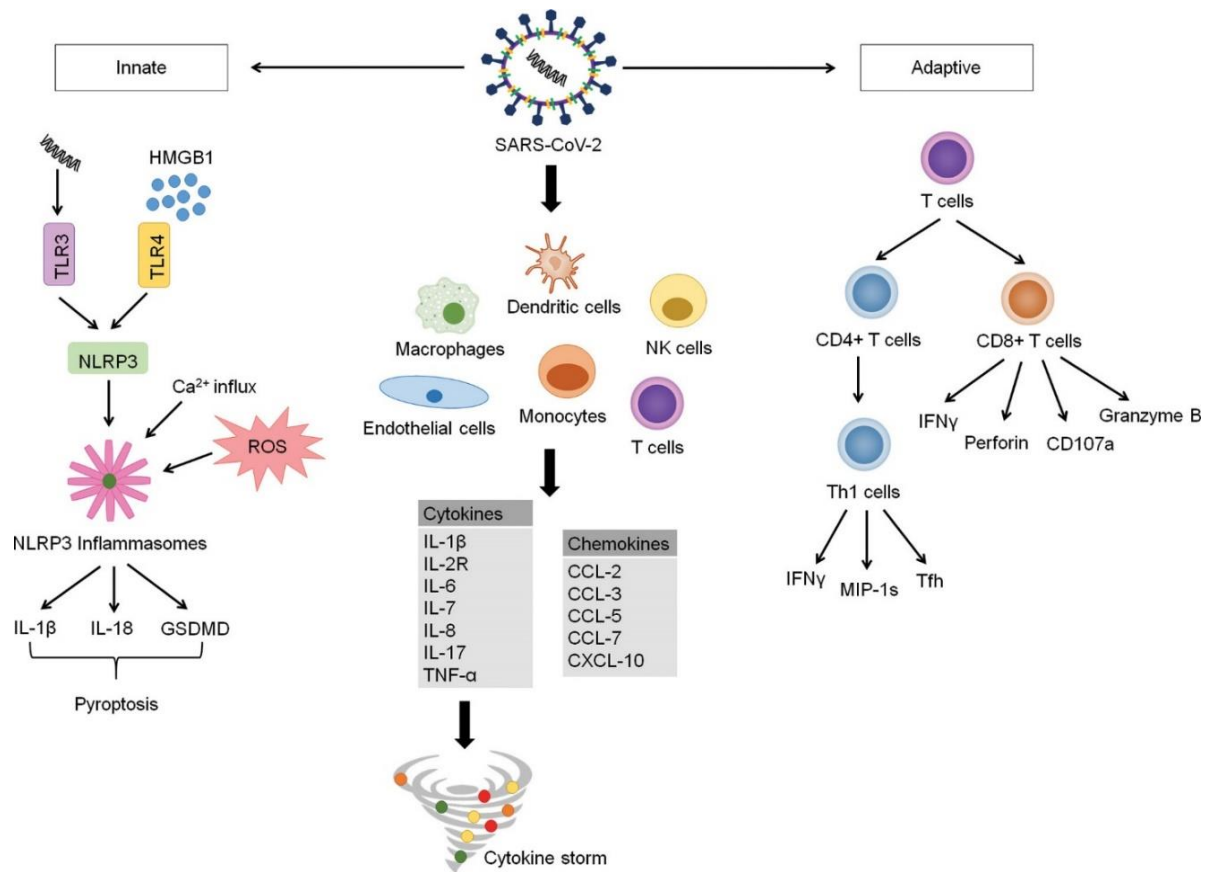 Innate
SARS-CoV-2
Adaptive
HMGB1
TLR3
TLR4
NLRP3
Ca²⁺ influx
ROS
NLRP3 Inflammasomes
IL-1β
IL-18
GSDMD
Pyroptosis
Dendritic cells
Macrophages
NK cells
Endothelial cells
Monocytes
T cells
Cytokines
IL-1β
IL-2R
IL-6
IL-7
IL-8
IL-17
TNF-α
Chemokines
CCL-2
CCL-3
CCL-5
CCL-7
CXCL-10
Cytokine storm
T cells
CD4+ T cells
CD8+ T cells
Th1 cells
IFNγ
MIP-1s
Tfh
IFNγ
Perforin
CD107a
Granzyme B